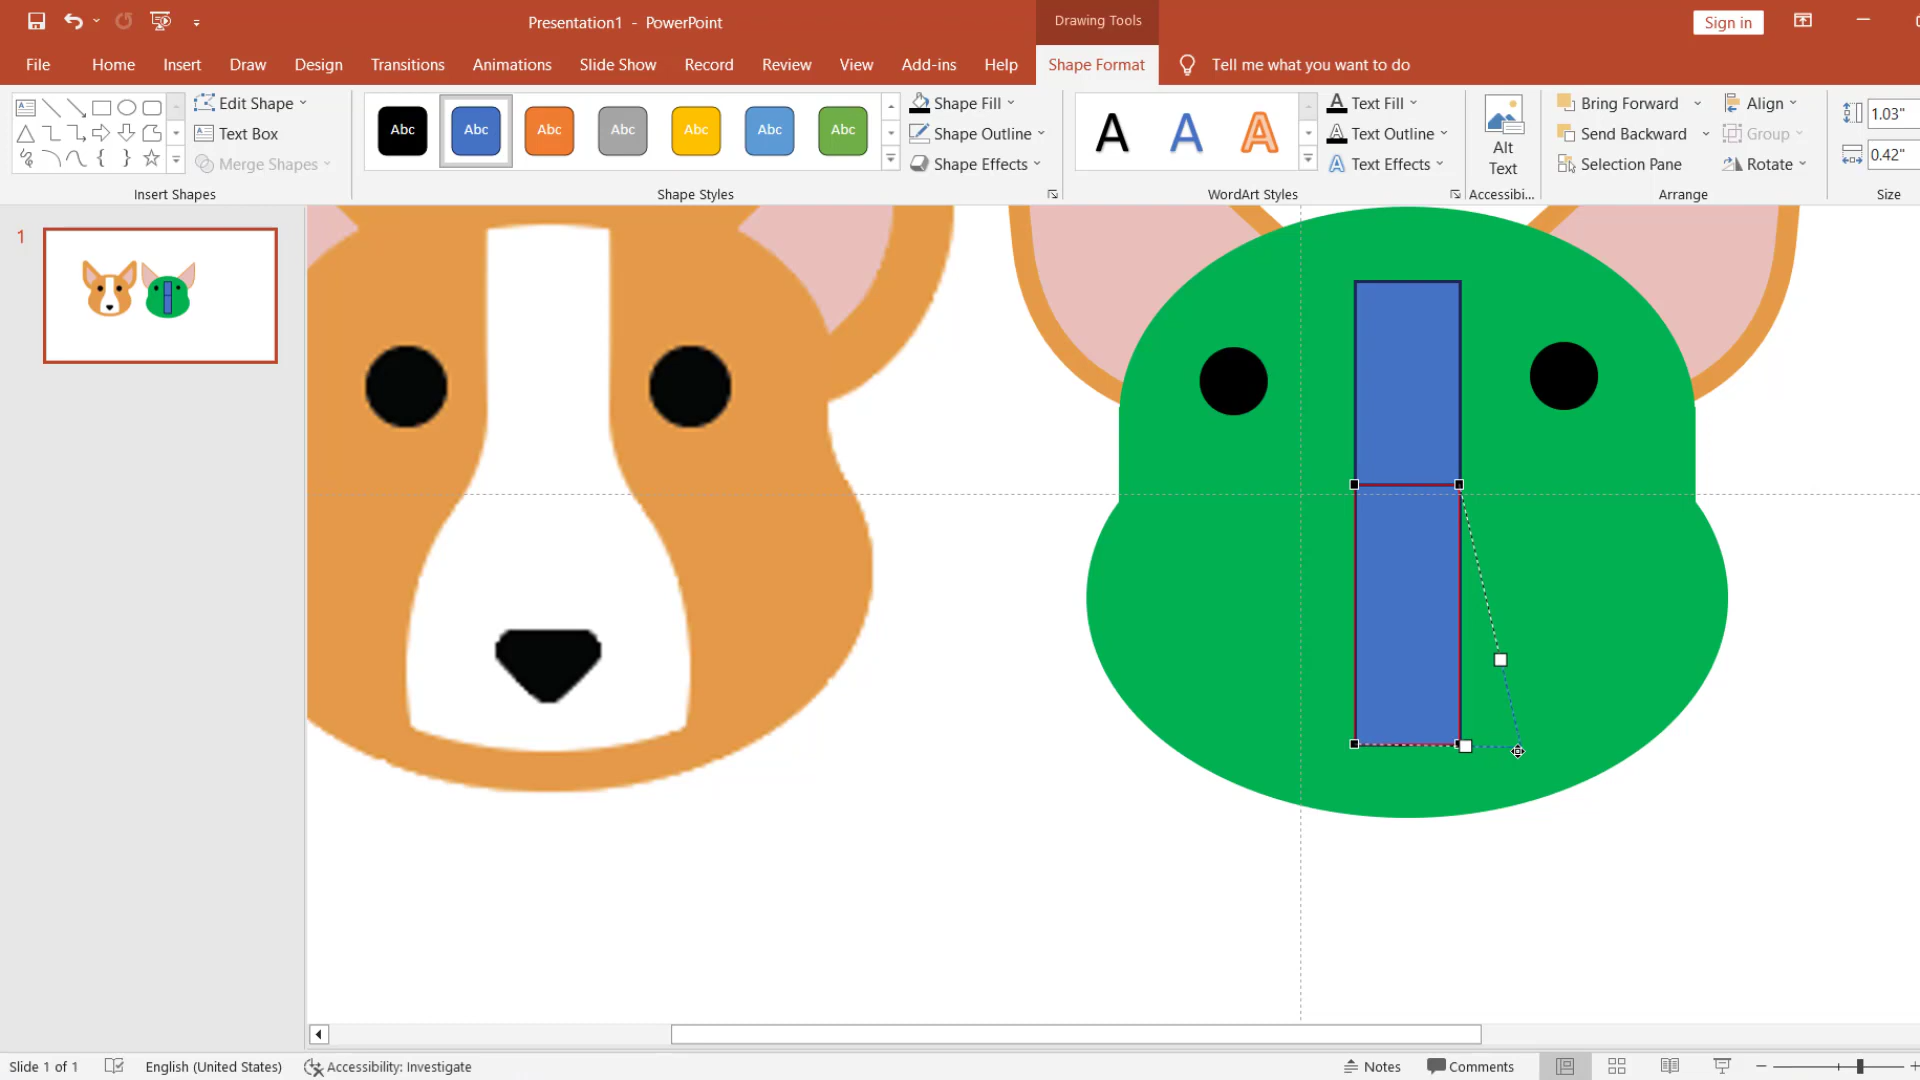 Presentation1 - PowerPoint
Drawing Tools
Sign in
File
Home
Insert
Draw
Design
Transitions
Animations
Slide Show
Record
Review
View
Add-ins
Help
Shape Format
Tell me what you want to do
Edit Shape
Text Box
Merge Shapes
Insert Shapes
Abc
Abc
Abc
Abc
Abc
Abc
Abc
Shape Fill
Shape Outline
Shape Effects
Shape Styles
A
A
A
Text Fill
Text Outline
Text Effects
WordArt Styles
Alt
Text
Accessibi...
Bring Forward
Send Backward
Selection Pane
Align
Group
Rotate
Arrange
1.03"
0.42"
Size
1
Slide 1 of 1
English (United States)
Accessibility: Investigate
Notes
Comments